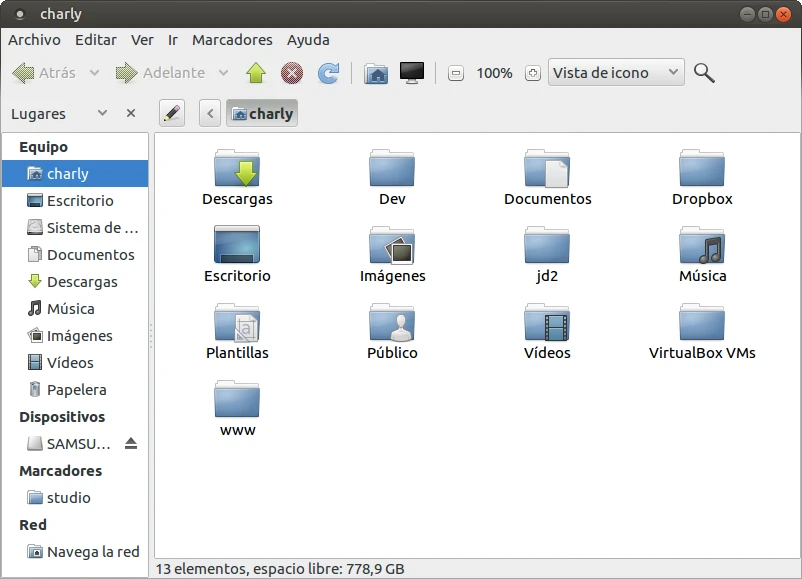 charly
Archivo Editar Ver Ir Marcadores Ayuda
Atrás Adelante 100% Vista de icono
Lugares charly
Equipo
charly
Escritorio
Sistema de ...
Documentos
Descargas
Música
Imágenes
Vídeos
Papelera
Dispositivos
SAMSU...
Marcadores
studio
Red
Navega la red
Descargas Dev Documentos Dropbox
Escritorio Imágenes jd2 Música
Plantillas Público Vídeos VirtualBox VMs
www
13 elementos, espacio libre: 778,9 GB